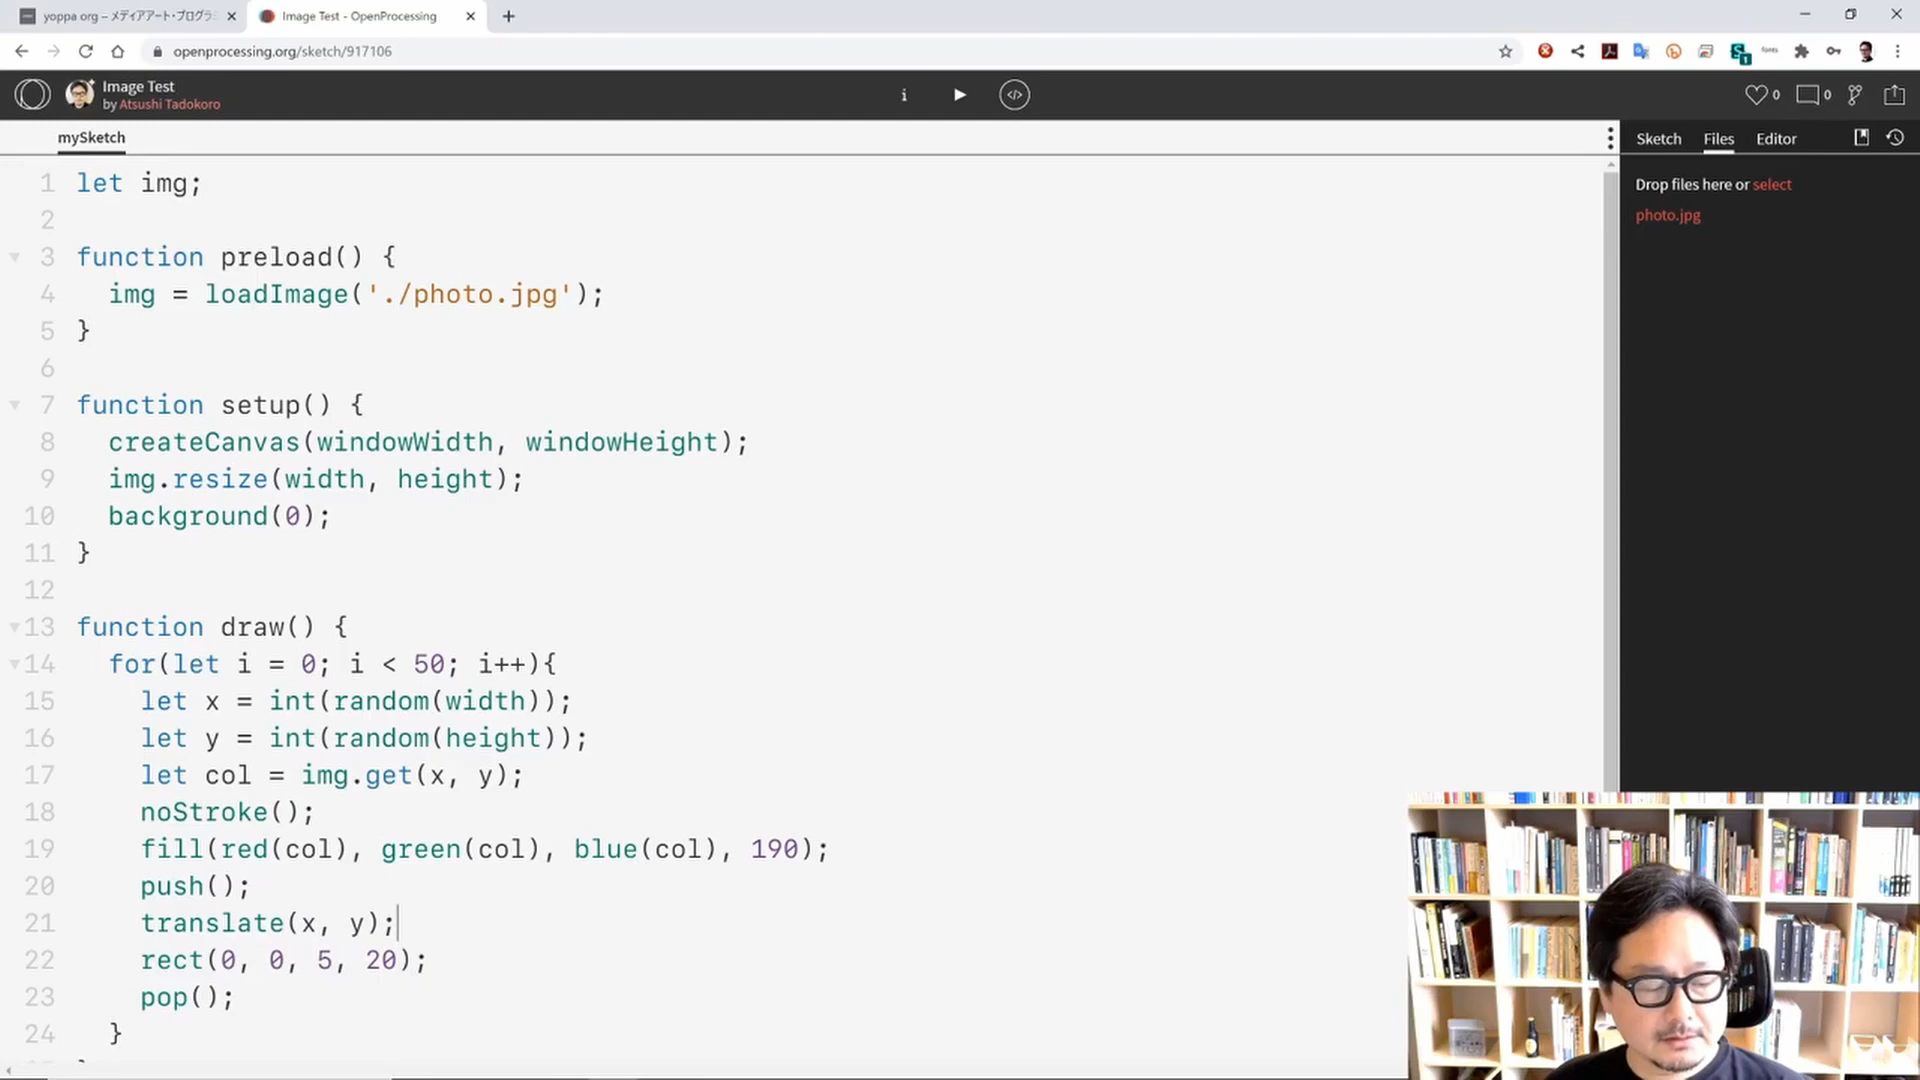 yoppa org – メディアアート・プログラミ
Image Test - OpenProcessing
openprocessing.org/sketch/917106
fonts
1
Image Test
by Atsushi Tadokoro
i
</>
0
0
mySketch
Sketch
Files
Editor
Drop files here or select
photo.jpg
1 let img;
2
3 function preload() {
4 img = loadImage('./photo.jpg');
5 }
6
7 function setup() {
8 createCanvas(windowWidth, windowHeight);
9 img.resize(width, height);
10 background(0);
11 }
12
13 function draw() {
14 for(let i = 0; i < 50; i++){
15 let x = int(random(width));
16 let y = int(random(height));
17 let col = img.get(x, y);
18 noStroke();
19 fill(red(col), green(col), blue(col), 190);
20 push();
21 translate(x, y);
22 rect(0, 0, 5, 20);
23 pop();
24 }